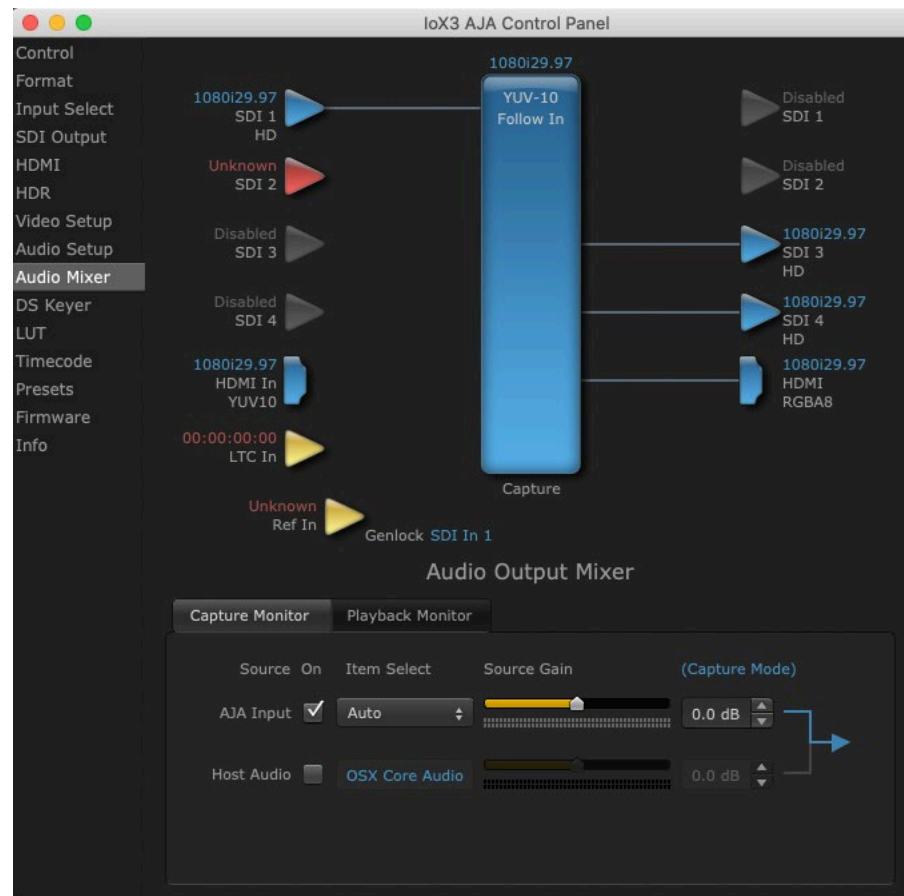 IoX3 AJA Control Panel
Control
Format
Input Select
SDI Output
HDMI
HDR
Video Setup
Audio Setup
Audio Mixer
DS Keyer
LUT
Timecode
Presets
Firmware
Info
1080i29.97
YUV-10
Follow In
Capture
1080i29.97
SDI 1
HD
Unknown
SDI 2
Disabled
SDI 3
Disabled
SDI 4
1080i29.97
HDMI In
YUV10
00:00:00:00
LTC In
Unknown
Ref In
Genlock SDI In 1
Disabled
SDI 1
Disabled
SDI 2
1080i29.97
SDI 3
HD
1080i29.97
SDI 4
HD
1080i29.97
HDMI
RGBA8
Audio Output Mixer
Capture Monitor Playback Monitor
Source On Item Select Source Gain (Capture Mode)
AJA Input Auto 0.0 dB
Host Audio OSX Core Audio 0.0 dB